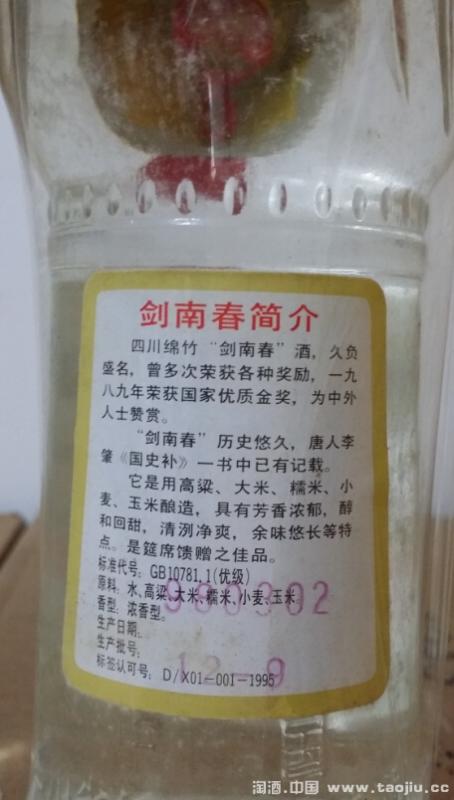 剑南春简介
四川绵竹“剑南春”酒，久负
盛名，曾多次荣获各种奖励，一九
八九年荣获国家优质金奖，为中外
人士赞赏。
“剑南春”历史悠久，唐人李
肇《国史补》一书中已有记载。
它是用高粱、大米、糯米、小
麦、玉米酿造，具有芳香浓郁，醇
和回甜，清洌净爽，余味悠长等特
点。是筵席馈赠之佳品。
标准代号：GB10781.1(优级)
原料：水、高粱、大米、糯米、小麦、玉米
980302
香型：浓香型。
生产日期：
生产批号：
12-9
标签认可号：D/X01-001-1995
淘酒.中国 www.taojiu.cc